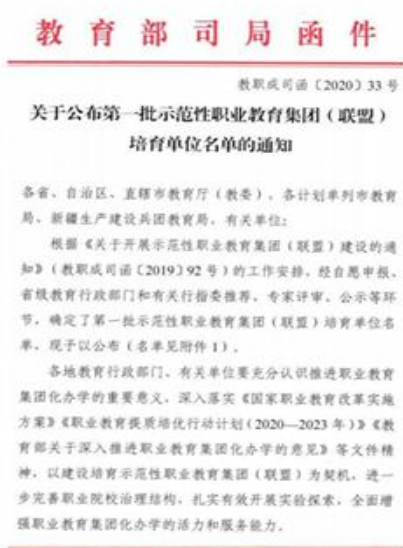 教育部司局函件
教职成司函〔2020〕33号
关于公布第一批示范性职业教育集团（联盟）
培育单位名单的通知
各省、自治区、直辖市教育厅（教委），各计划单列市教育
局，新疆生产建设兵团教育局，有关单位：
根据《关于开展示范性职业教育集团（联盟）建设的通
知》（教职成司函〔2019〕92号）的工作安排，经自愿申报、
省级教育行政部门和有关行指委推荐、专家评审、公示等环
节，确定了第一批示范性职业教育集团（联盟）培育单位名
单，现予以公布（名单见附件1）。
各地教育行政部门、有关单位要充分认识推进职业教育
集团化办学的重要意义，深入落实《国家职业教育改革实施
方案》《职业教育提质培优行动计划（2020—2023年）》《教
育部关于深入推进职业教育集团化办学的意见》等文件精
神，以建设培育示范性职业教育集团（联盟）为契机，进一
步完善职业院校治理结构，扎实有效开展实验探索，全面增
强职业教育集团化办学的活力和服务能力。